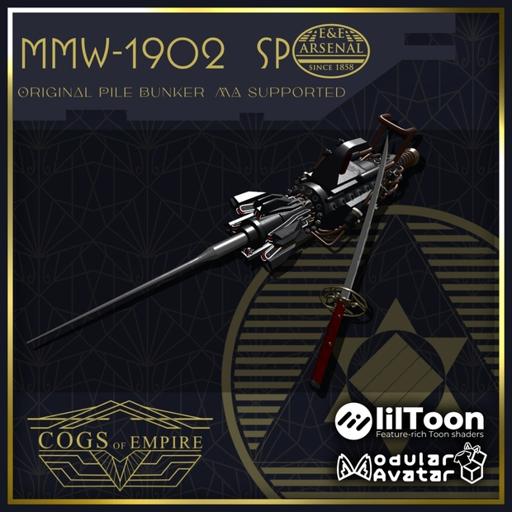 MMW-1902 SP
E&E
ARSENAL
SINCE 1858
ORIGINAL PILE BUNKER MA SUPPORTED
COGS OF EMPIRE
lilToon
Feature-rich Toon shaders
Modular
Avatar